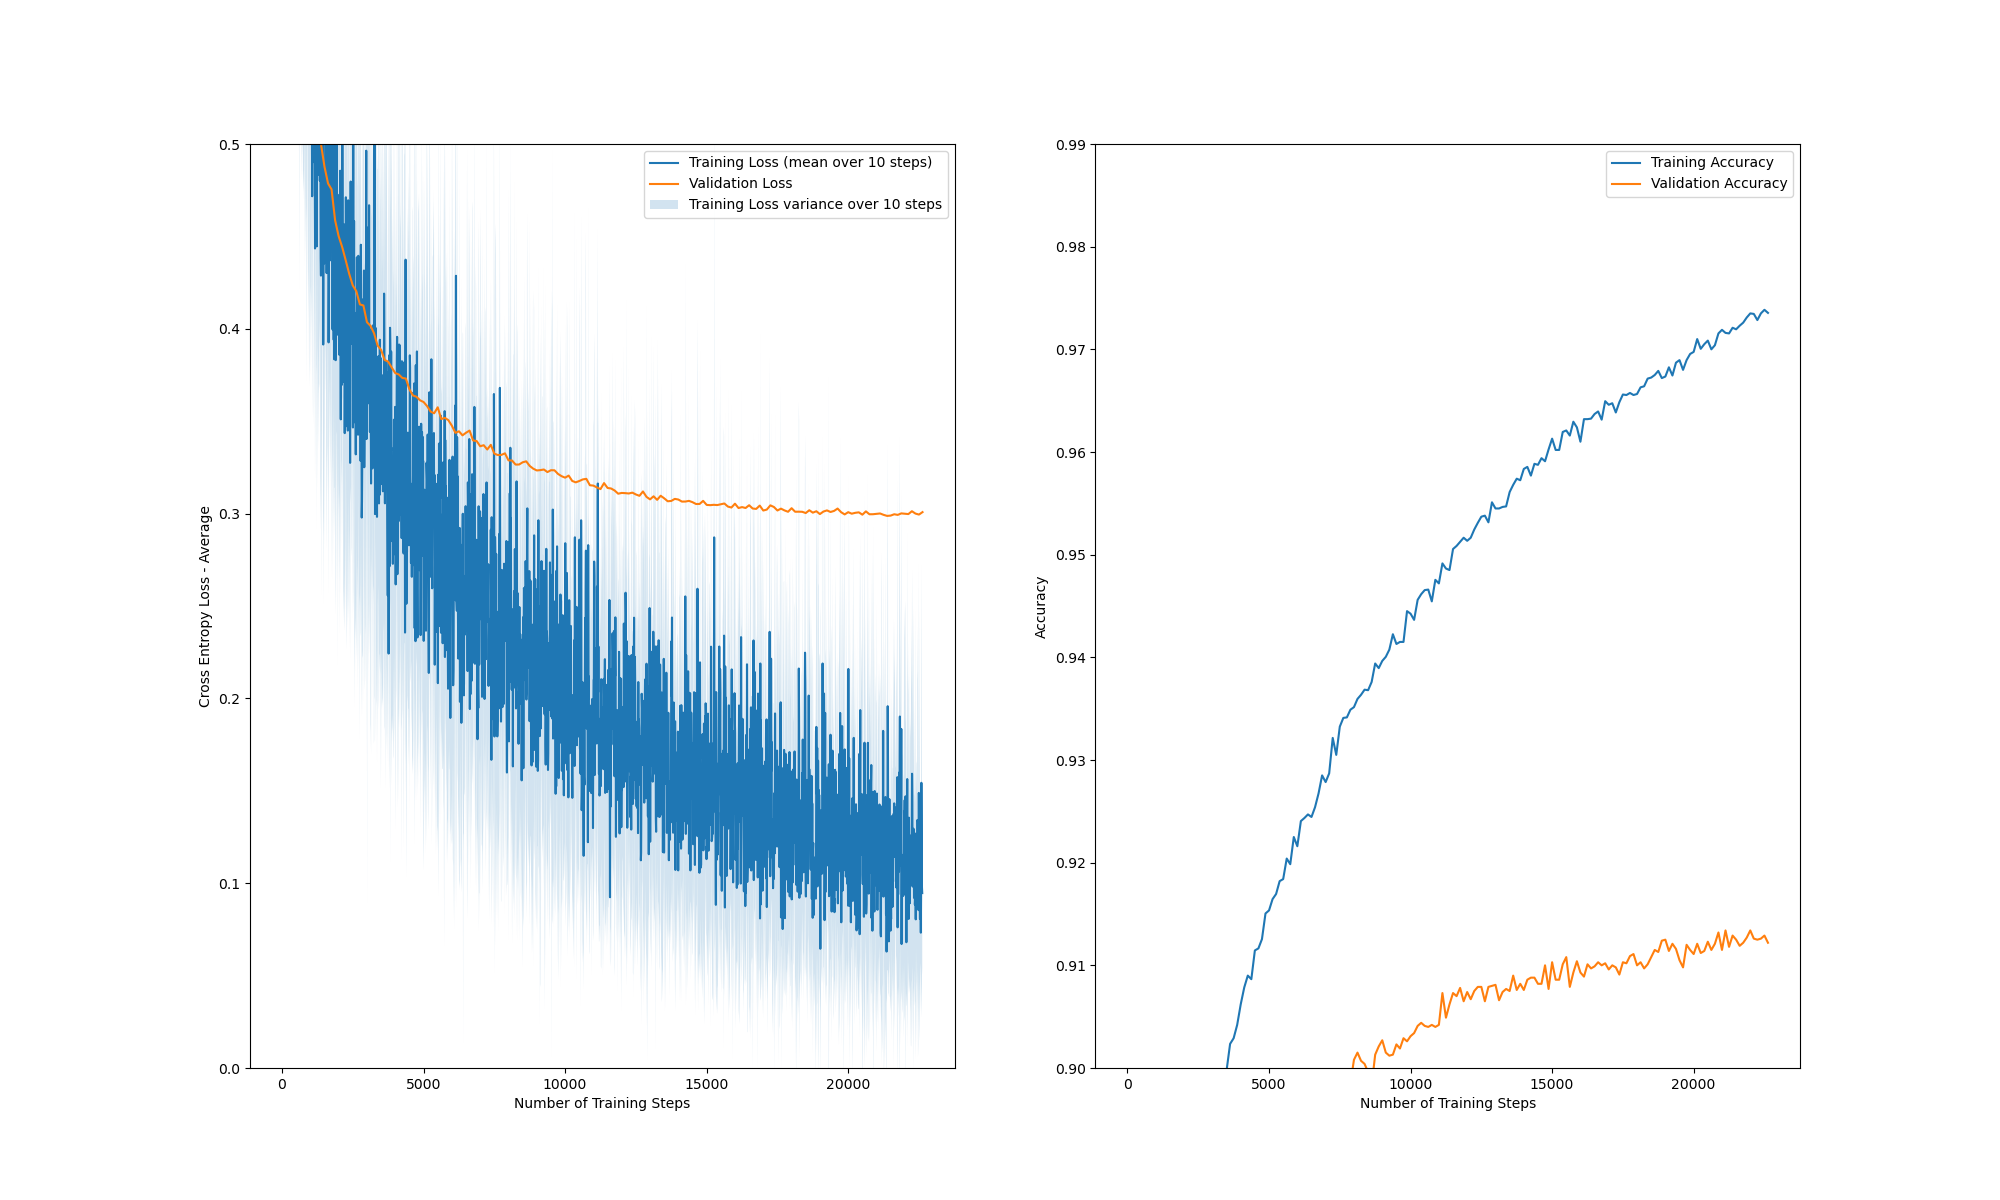 0.5
0.4
0.3
0.2
0.1
0.0
Cross Entropy Loss - Average
Training Loss (mean over 10 steps)
Validation Loss
Training Loss variance over 10 steps
0
5000
10000
15000
20000
Number of Training Steps
0.99
0.98
0.97
0.96
0.95
0.94
0.93
0.92
0.91
0.90
Accuracy
Training Accuracy
Validation Accuracy
0
5000
10000
15000
20000
Number of Training Steps